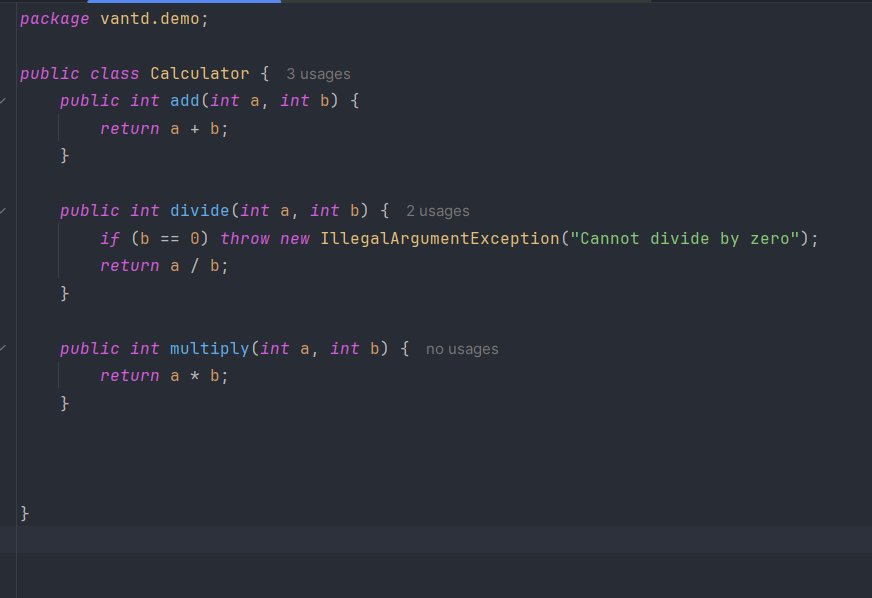 package vantd.demo;
public class Calculator { 3 usages
public int add(int a, int b) {
return a + b;
}
public int divide(int a, int b) { 2 usages
if (b == 0) throw new IllegalArgumentException("Cannot divide by zero");
return a / b;
}
public int multiply(int a, int b) { no usages
return a * b;
}
}